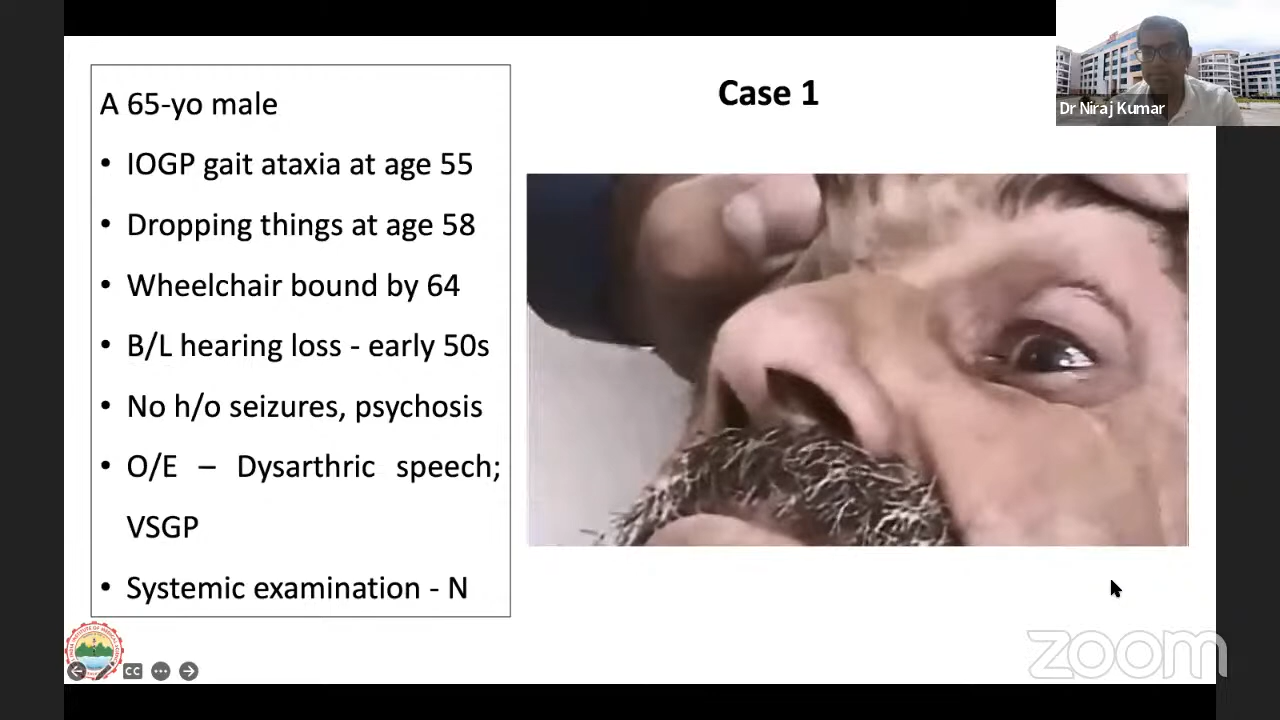 Case 1
Dr Niraj Kumar
A 65-yo male
• IOGP gait ataxia at age 55
• Dropping things at age 58
• Wheelchair bound by 64
• B/L hearing loss - early 50s
• No h/o seizures, psychosis
• O/E – Dysarthric speech;
VSGP
• Systemic examination - N
CC
zoom